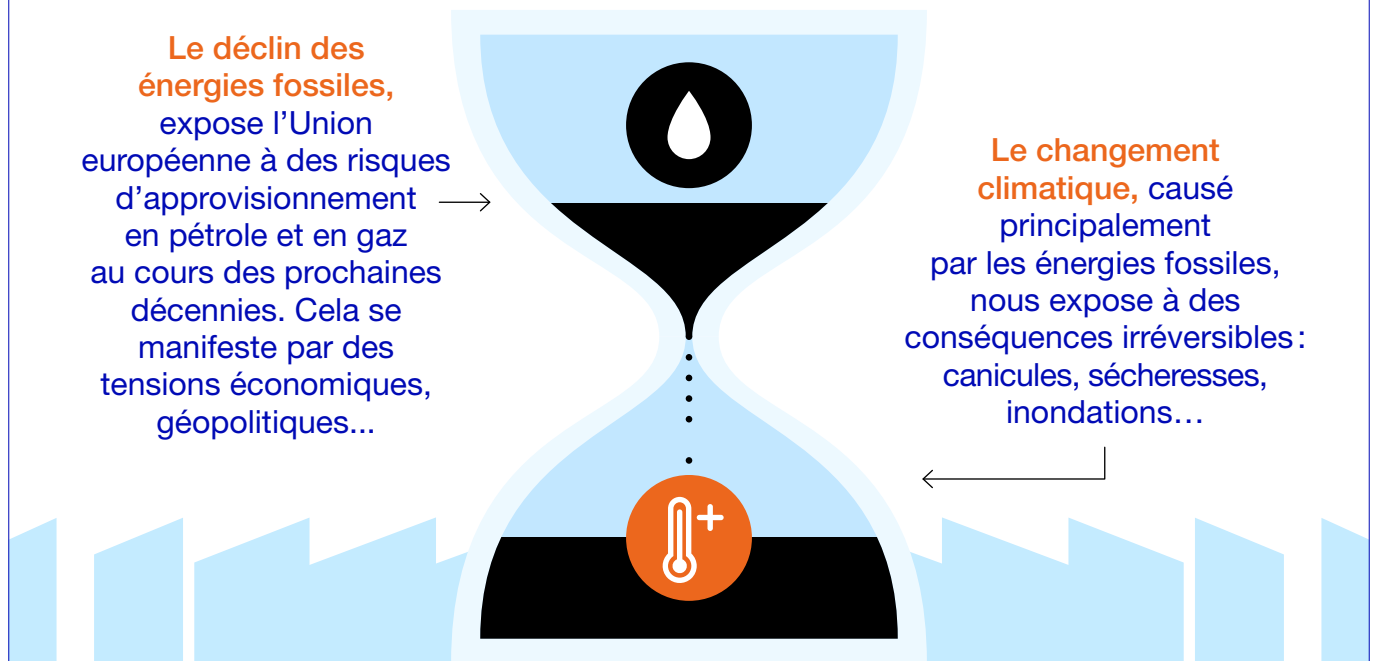 Le déclin des
énergies fossiles,
expose l’Union
européenne à des risques
d’approvisionnement
en pétrole et en gaz
au cours des prochaines
décennies. Cela se
manifeste par des
tensions économiques,
géopolitiques...
Le changement
climatique, causé
principalement
par les énergies fossiles,
nous expose à des
conséquences irréversibles :
canicules, sécheresses,
inondations…